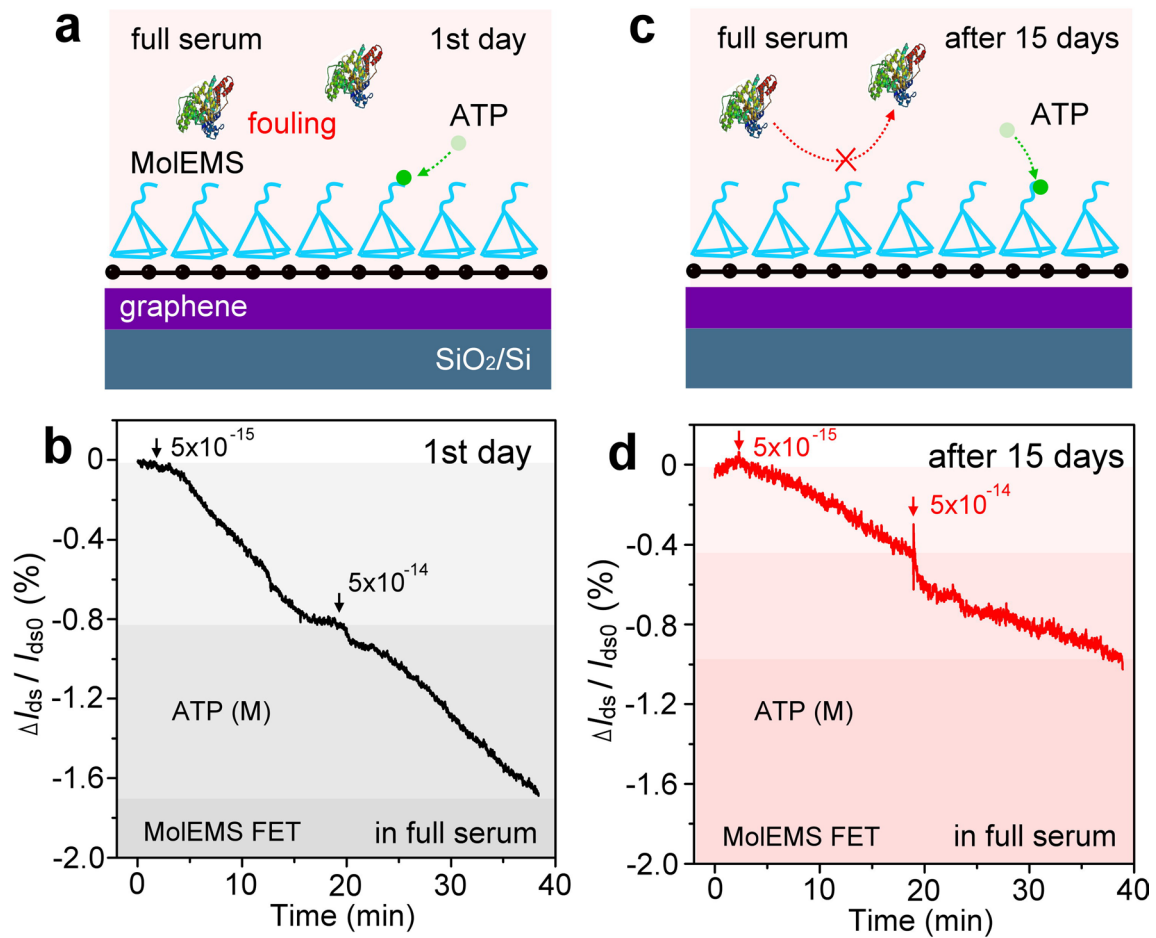 a
full serum
1st day
fouling
ATP
MolEMS
graphene
SiO₂/Si
c
full serum
after 15 days
ATP
b
1st day
5x10⁻¹⁵
5x10⁻¹⁴
0
-0.4
-0.8
-1.2
-1.6
-2.0
ΔIds / Ids0 (%)
ATP (M)
MolEMS FET
in full serum
0
10
20
30
40
Time (min)
d
after 15 days
5x10⁻¹⁵
5x10⁻¹⁴
0
-0.4
-0.8
-1.2
-1.6
-2.0
ΔIds / Ids0 (%)
ATP (M)
MolEMS FET
in full serum
0
10
20
30
40
Time (min)